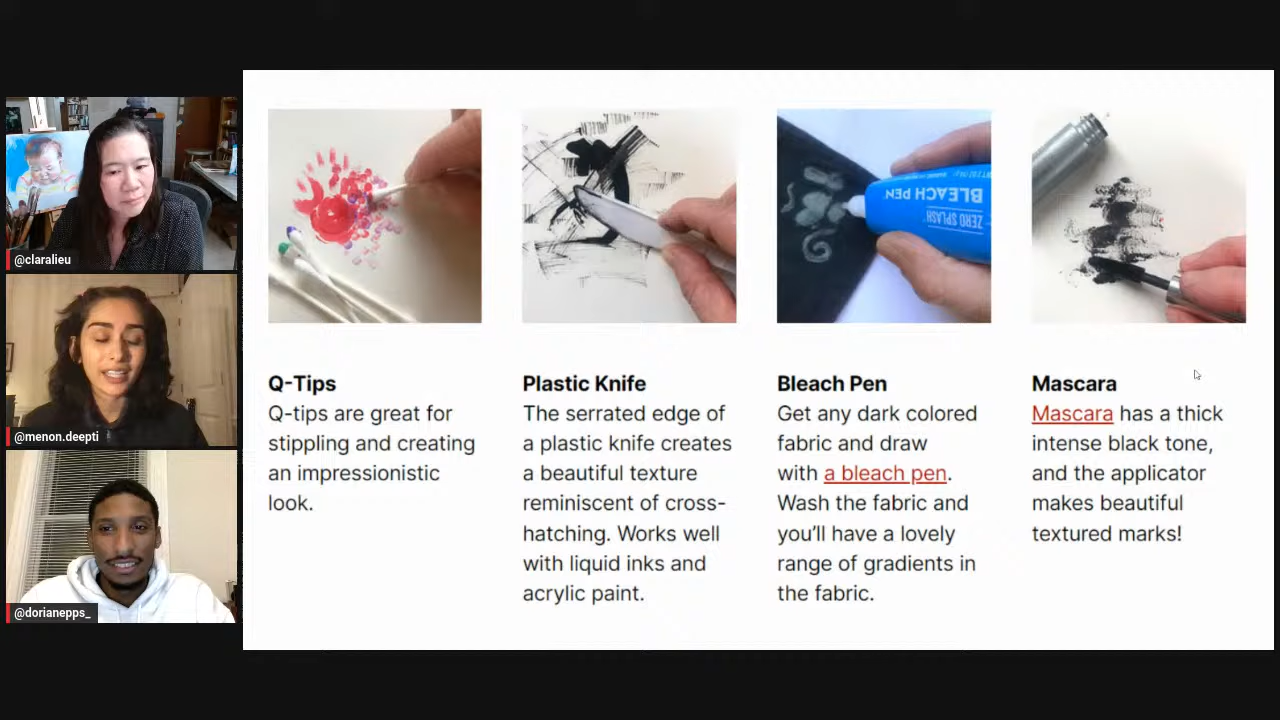 @claralieu
@menon.deepti
@dorianepps_
BLEACH PEN
ZERO SPLASH
Q-Tips
Q-tips are great for
stippling and creating
an impressionistic
look.
Plastic Knife
The serrated edge of
a plastic knife creates
a beautiful texture
reminiscent of cross-
hatching. Works well
with liquid inks and
acrylic paint.
Bleach Pen
Get any dark colored
fabric and draw
with a bleach pen.
Wash the fabric and
you’ll have a lovely
range of gradients in
the fabric.
Mascara
Mascara has a thick
intense black tone,
and the applicator
makes beautiful
textured marks!